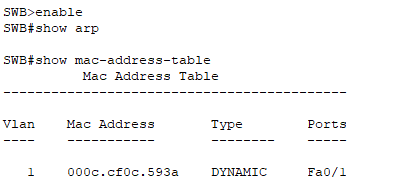 SWB>enable
SWB#show arp
SWB#show mac-address-table
Mac Address Table
-------------------------------------------
Vlan Mac Address Type Ports
---- ----------- -------- -----
1 000c.cf0c.593a DYNAMIC Fa0/1